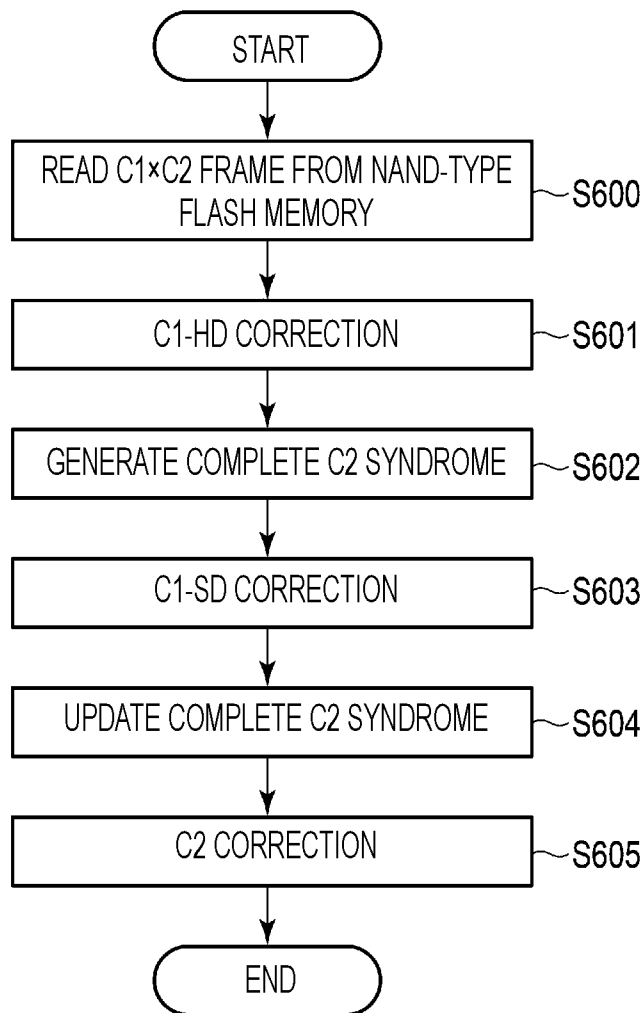 START
READ C1×C2 FRAME FROM NAND-TYPE
FLASH MEMORY
S600
C1-HD CORRECTION
S601
GENERATE COMPLETE C2 SYNDROME
S602
C1-SD CORRECTION
S603
UPDATE COMPLETE C2 SYNDROME
S604
C2 CORRECTION
S605
END